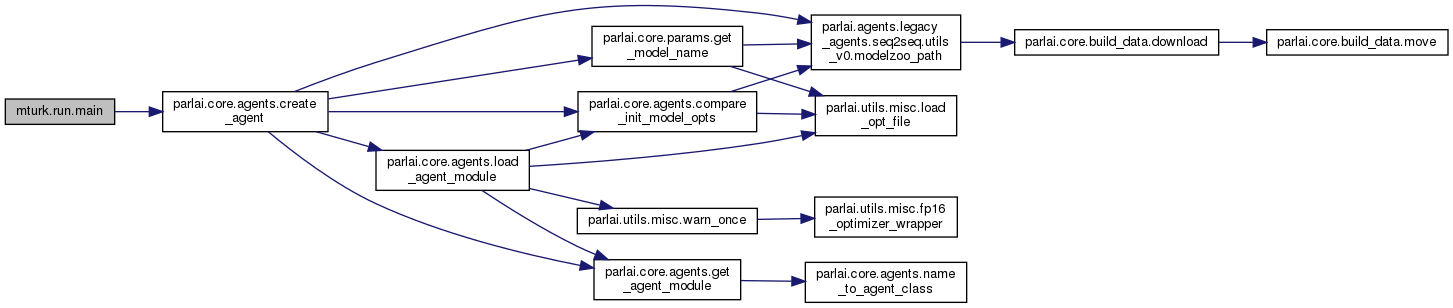 mturk.run.main
parlai.core.agents.create
_agent
parlai.core.params.get
_model_name
parlai.core.agents.compare
_init_model_opts
parlai.core.agents.load
_agent_module
parlai.utils.misc.warn_once
parlai.core.agents.get
_agent_module
parlai.agents.legacy
_agents.seq2seq.utils
_v0.modelzoo_path
parlai.utils.misc.load
_opt_file
parlai.utils.misc.fp16
_optimizer_wrapper
parlai.core.agents.name
_to_agent_class
parlai.core.build_data.download
parlai.core.build_data.move